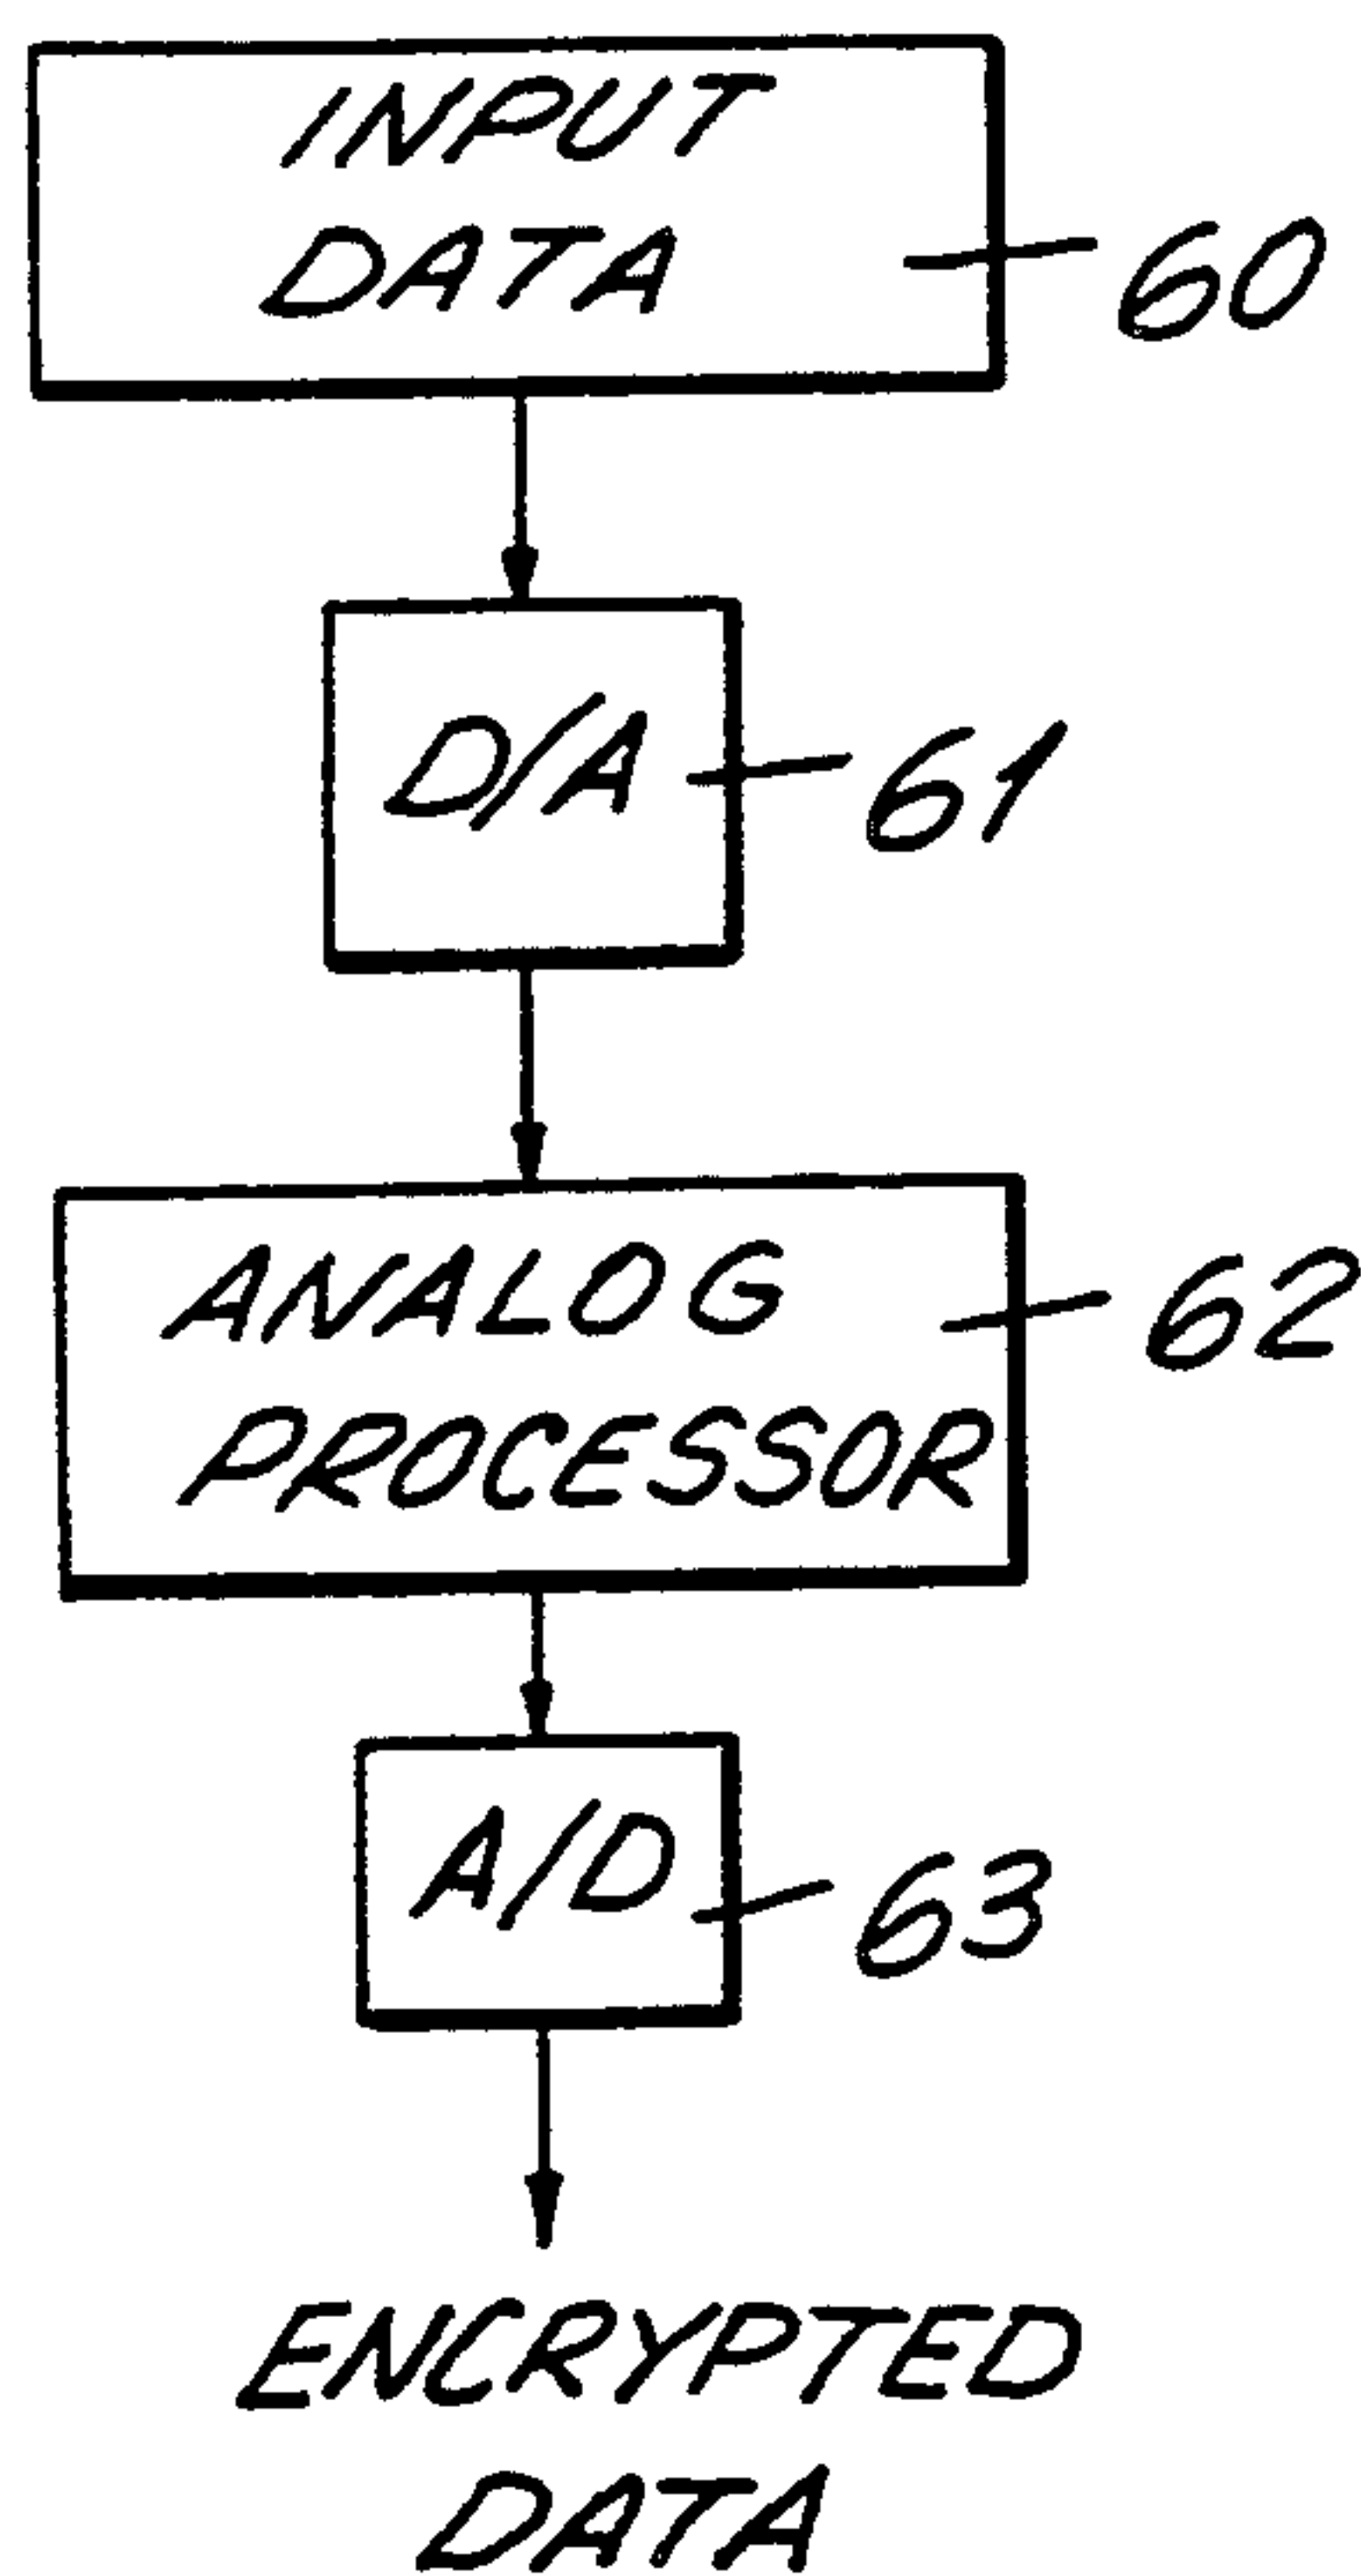 INPUT
DATA
60
D/A
61
ANALOG
62
PROCESSOR
A/D
63
ENCRYPTED
DATA